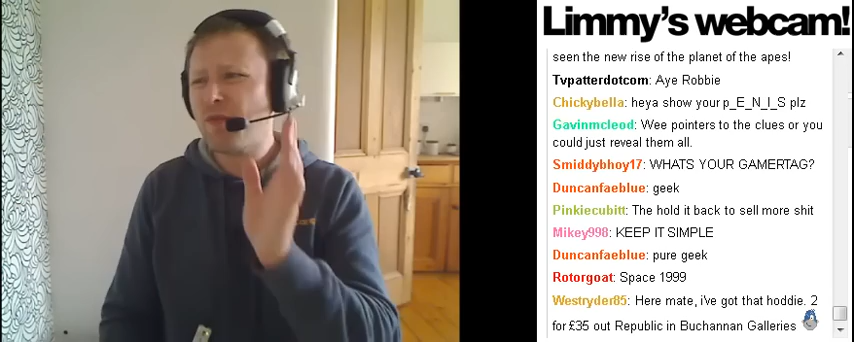 Limmy's webcam!
seen the new rise of the planet of the apes!
Tvpatterdotcom: Aye Robbie
Chickybella: heya show your p_E_N_I_S plz
Gavinmcleod: Wee pointers to the clues or you
could just reveal them all.
Smiddybhoy17: WHATS YOUR GAMERTAG?
Duncanfaeblue: geek
Pinkiecubitt: The hold it back to sell more shit
Mikey998: KEEP IT SIMPLE
Duncanfaeblue: pure geek
Rotorgoat: Space 1999
Westryder85: Here mate, i've got that hoddie. 2
for £35 out Republic in Buchannan Galleries